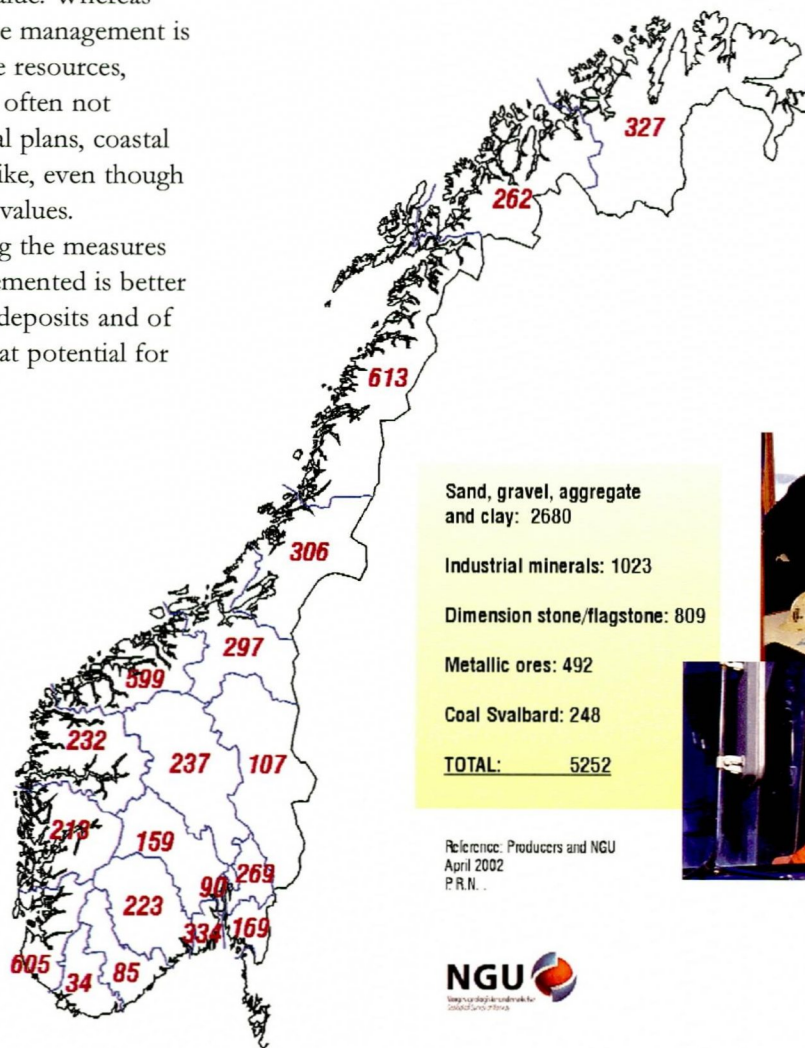 alue. Whereas
e management is
e resources,
often not
al plans, coastal
ike, even though
values.
g the measures
emented is better
deposits and of
at potential for
327
262
613
306
297
599
232
237
107
159
269
90
223
334
169
605
34
85
Sand, gravel, aggregate
and clay: 2680
Industrial minerals: 1023
Dimension stone/flagstone: 809
Metallic ores: 492
Coal Svalbard: 248
TOTAL: 5252
Reference: Producers and NGU
April 2002
P.R.N.
NGU